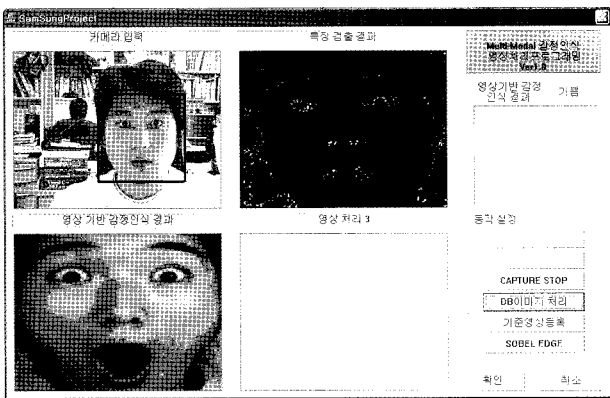 SamSungProject
카메라 입력
특징 검출 결과
Multi-Modal 감정인식
영상처리프로그래밍
Ver1.0
영상기반 감정
인식 결과
기쁨
영상 기반 감정인식 결과
영상 처리 3
동작 설정
CAPTURE STOP
DB이미지 처리
기준영상등록
SOBEL EDGE
확인
취소